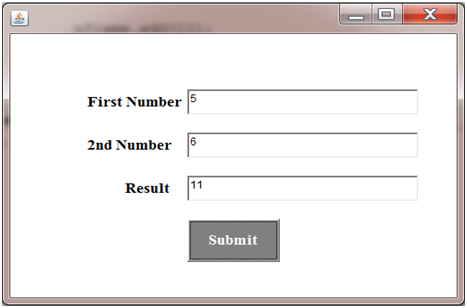 First Number 5
2nd Number 6
Result 11
Submit